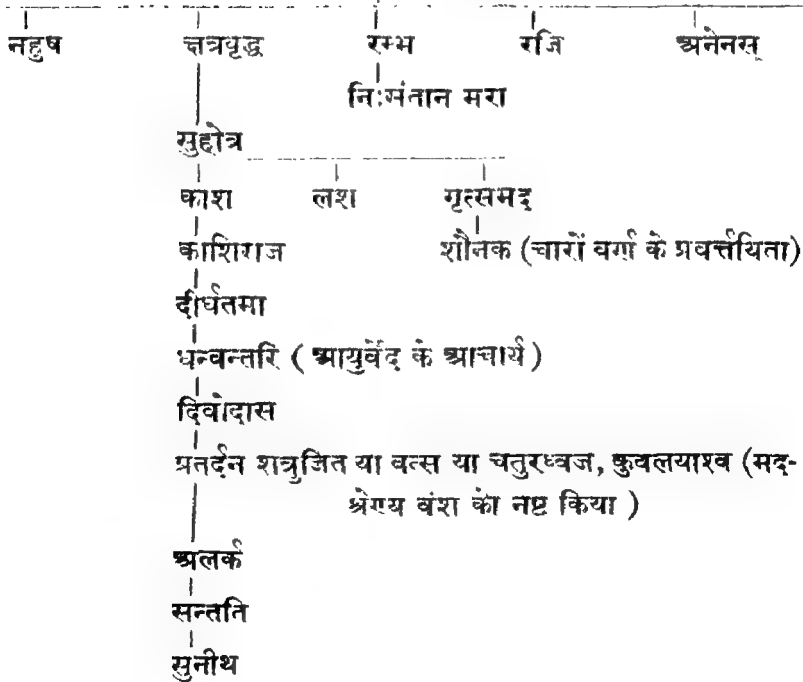 नहुष क्षत्रवृद्ध रम्भ रजि अनेनस्
निःसंतान मरा
सुहोत्र
काश लश गृत्समद्
काशिराज शौनक (चारों वर्ग के प्रवर्त्तयिता)
दीर्घतमा
धन्वन्तरि ( आयुर्वेद के आचार्य )
दिवोदास
प्रतर्दन शत्रुजित या वत्स या चतुरध्वज, कुवलयाश्व (मद-
श्रेण्य वंश को नष्ट किया )
अलर्क
सन्तति
सुनीथ